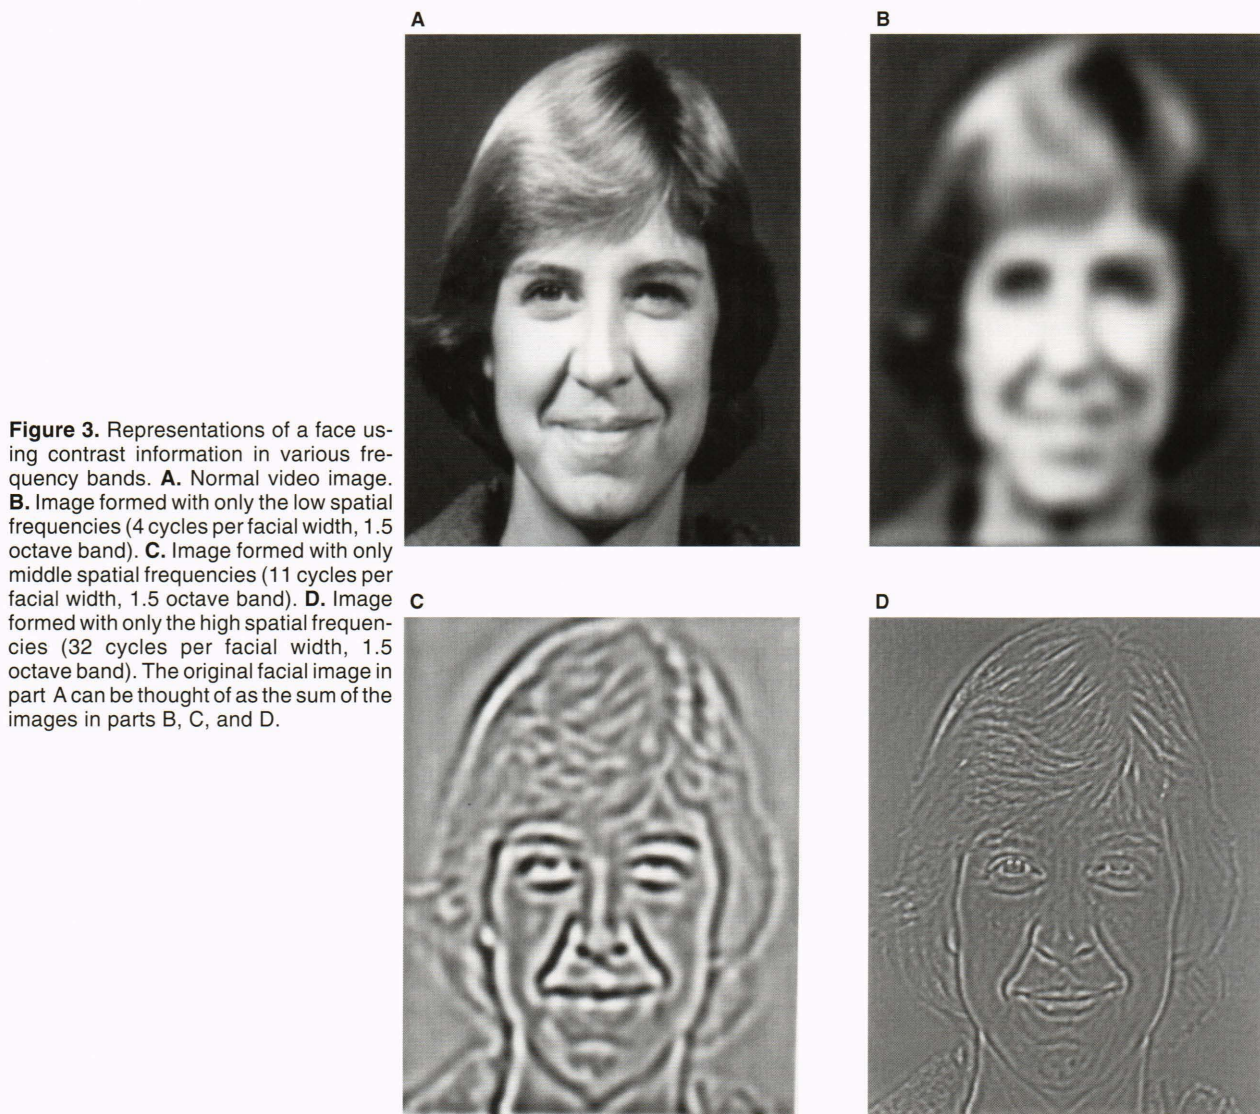 A
B
Figure 3. Representations of a face us-
ing contrast information in various fre-
quency bands. A. Normal video image.
B. Image formed with only the low spatial
frequencies (4 cycles per facial width, 1.5
octave band). C. Image formed with only
middle spatial frequencies (11 cycles per
facial width, 1.5 octave band). D. Image
formed with only the high spatial frequen-
cies (32 cycles per facial width, 1.5
octave band). The original facial image in
part A can be thought of as the sum of the
images in parts B, C, and D.
C
D